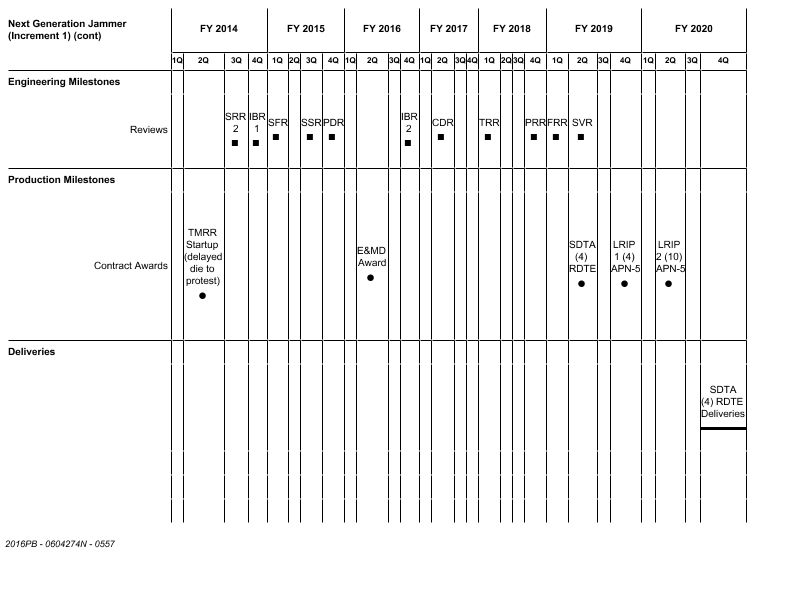 Next Generation Jammer
(Increment 1) (cont)
FY 2014 FY 2015 FY 2016 FY 2017 FY 2018 FY 2019 FY 2020
1Q 2Q 3Q 4Q 1Q 2Q 3Q 4Q 1Q 2Q 3Q 4Q 1Q 2Q 3Q 4Q 1Q 2Q 3Q 4Q 1Q 2Q 3Q 4Q 1Q 2Q 3Q 4Q
Engineering Milestones
Reviews
SRR
2
IBR
1
SFR
SSR
PDR
IBR
2
CDR
TRR
PRR
FRR
SVR
Production Milestones
Contract Awards
TMRR
Startup
(delayed
die to
protest)
E&MD
Award
SDTA
(4)
RDTE
LRIP
1 (4)
APN-5
LRIP
2 (10)
APN-5
Deliveries
SDTA
(4) RDTE
Deliveries
2016PB - 0604274N - 0557